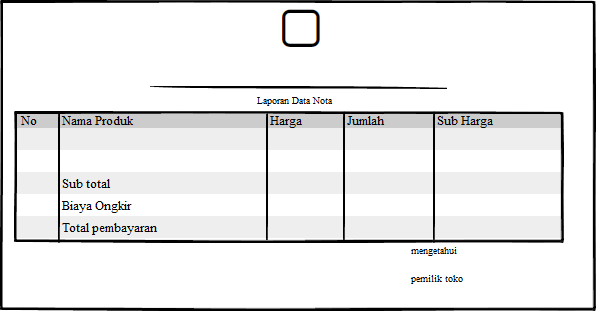 Laporan Data Nota
No Nama Produk Harga Jumlah Sub Harga
Sub total
Biaya Ongkir
Total pembayaran
mengetahui
pemilik toko